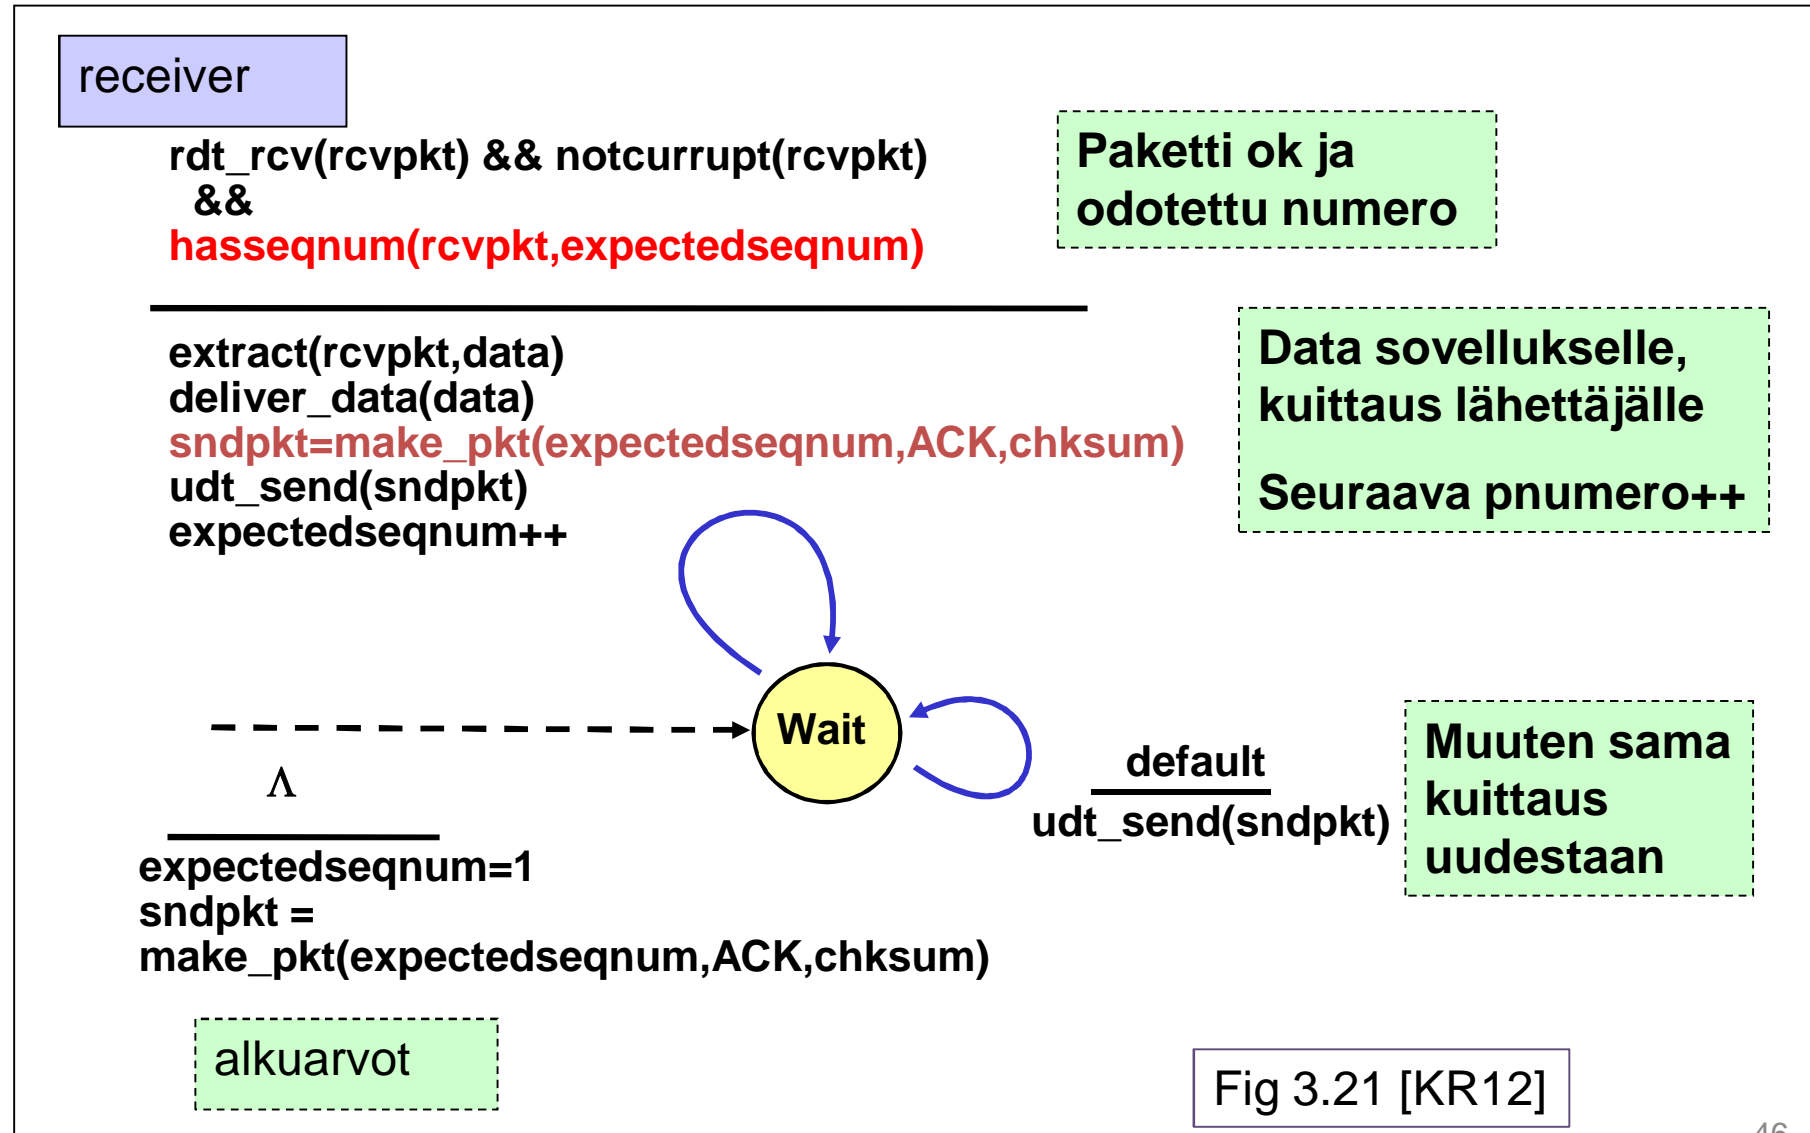 receiver
rdt_rcv(rcvpkt) && notcurrupt(rcvpkt)
&&
hasseqnum(rcvpkt,expectedseqnum)
Paketti ok ja
odotettu numero
extract(rcvpkt,data)
deliver_data(data)
sndpkt=make_pkt(expectedseqnum,ACK,chksum)
udt_send(sndpkt)
expectedseqnum++
Data sovellukselle,
kuittaus lähettäjälle
Seuraava pnumero++
Wait
default
udt_send(sndpkt)
Muuten sama
kuittaus
uudestaan
Λ
expectedseqnum=1
sndpkt =
make_pkt(expectedseqnum,ACK,chksum)
alkuarvot
Fig 3.21 [KR12]
46